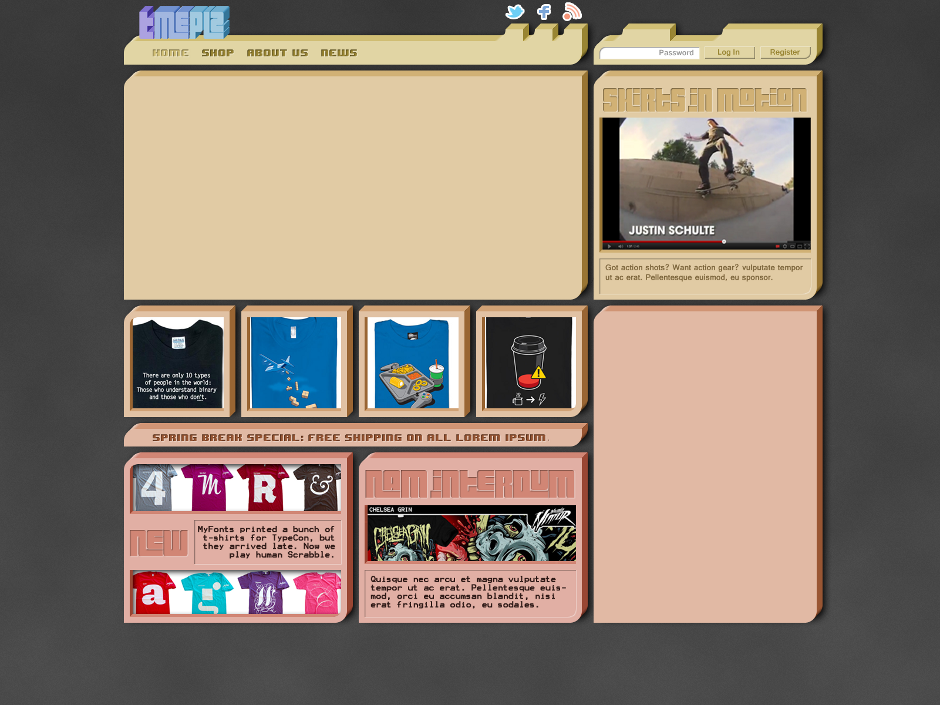 tmeplz
HOME SHOP ABOUT US NEWS
Password Log In Register
Skirts in motion
JUSTIN SCHULTE
Got action shots? Want action gear? vulputate tempor
ut ac erat. Pellentesque euismod, eu sponsor.
There are only 10 types
of people in the world:
Those who understand binary
and those who don't.
SPRING BREAK SPECIAL: FREE SHIPPING ON ALL LOREM IPSUM.
4 M R &
NEW
MyFonts printed a bunch of
t-shirts for TypeCon, but
they arrived late. Now we
play human Scrabble.
a g
Nam interdum
CHELSEA GRIN
Quisque nec arcu et magna vulputate
tempor ut ac erat. Pellentesque euis-
mod, orci eu accumsan blandit, nisi
erat fringilla odio, eu sodales.